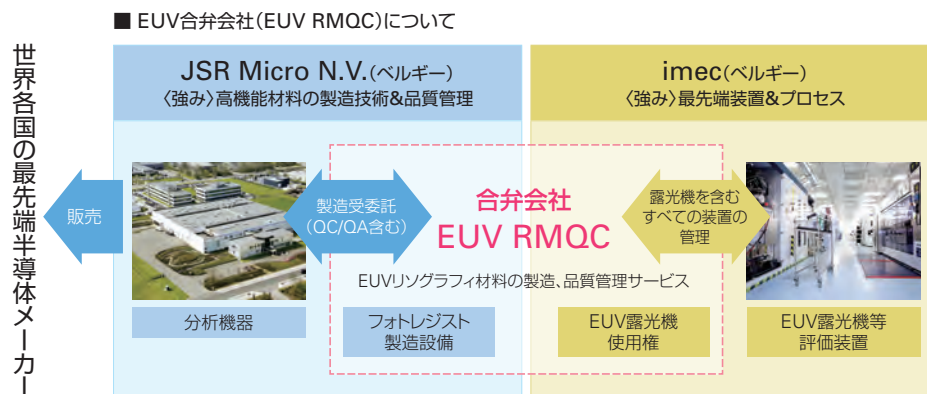 ■ EUV合弁会社(EUV RMQC)について
世界各国の最先端半導体メーカー
JSR Micro N.V.(ベルギー)
〈強み〉高機能材料の製造技術&品質管理
imec(ベルギー)
〈強み〉最先端装置&プロセス
販売
製造受委託
(QC/QA含む)
合弁会社
EUV RMQC
露光機を含む
すべての装置の
管理
EUVリソグラフィ材料の製造、品質管理サービス
分析機器
フォトレジスト
製造設備
EUV露光機
使用権
EUV露光機等
評価装置